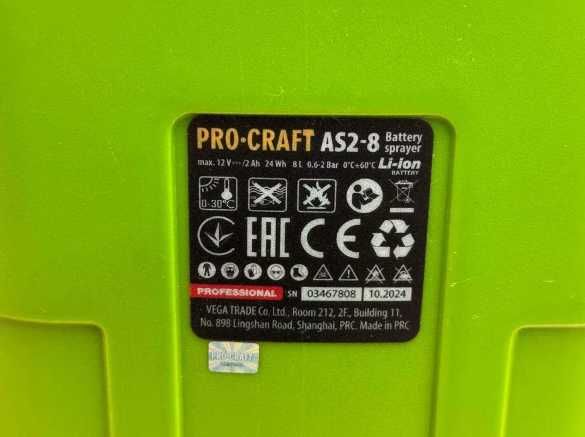 PRO·CRAFT AS2-8 Battery sprayer
max. 12 V⎓/2 Ah 24 Wh 8 L 0.6-2 Bar 0°C÷60°C Li-ion BATTERY
0-30°C
EAC CE
PROFESSIONAL SN 03467808 10.2024
VEGA TRADE Co, Ltd., Room 212, 2F., Building 11,
No. 898 Lingshan Road, Shanghai, PRC. Made in PRC
PRO-CRAFT